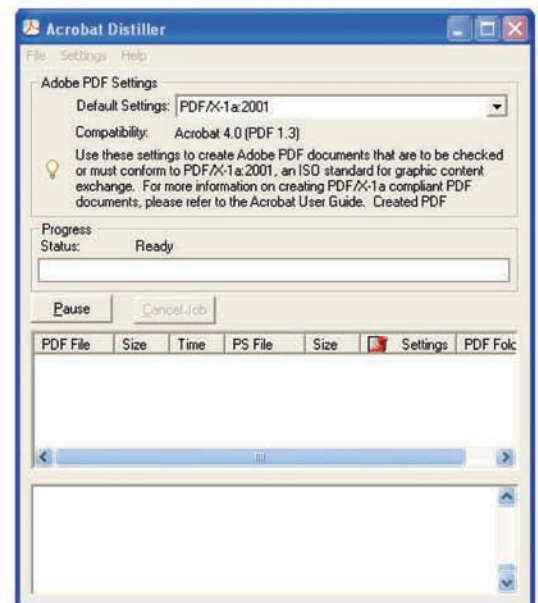 Acrobat Distiller
File Settings Help
Adobe PDF Settings
Default Settings: PDF/X-1a:2001
Compatibility: Acrobat 4.0 (PDF 1.3)
Use these settings to create Adobe PDF documents that are to be checked
or must conform to PDF/X-1a:2001, an ISO standard for graphic content
exchange. For more information on creating PDF/X-1a compliant PDF
documents, please refer to the Acrobat User Guide. Created PDF
Progress
Status: Ready
Pause Cancel Job
PDF File Size Time PS File Size Settings PDF Fold